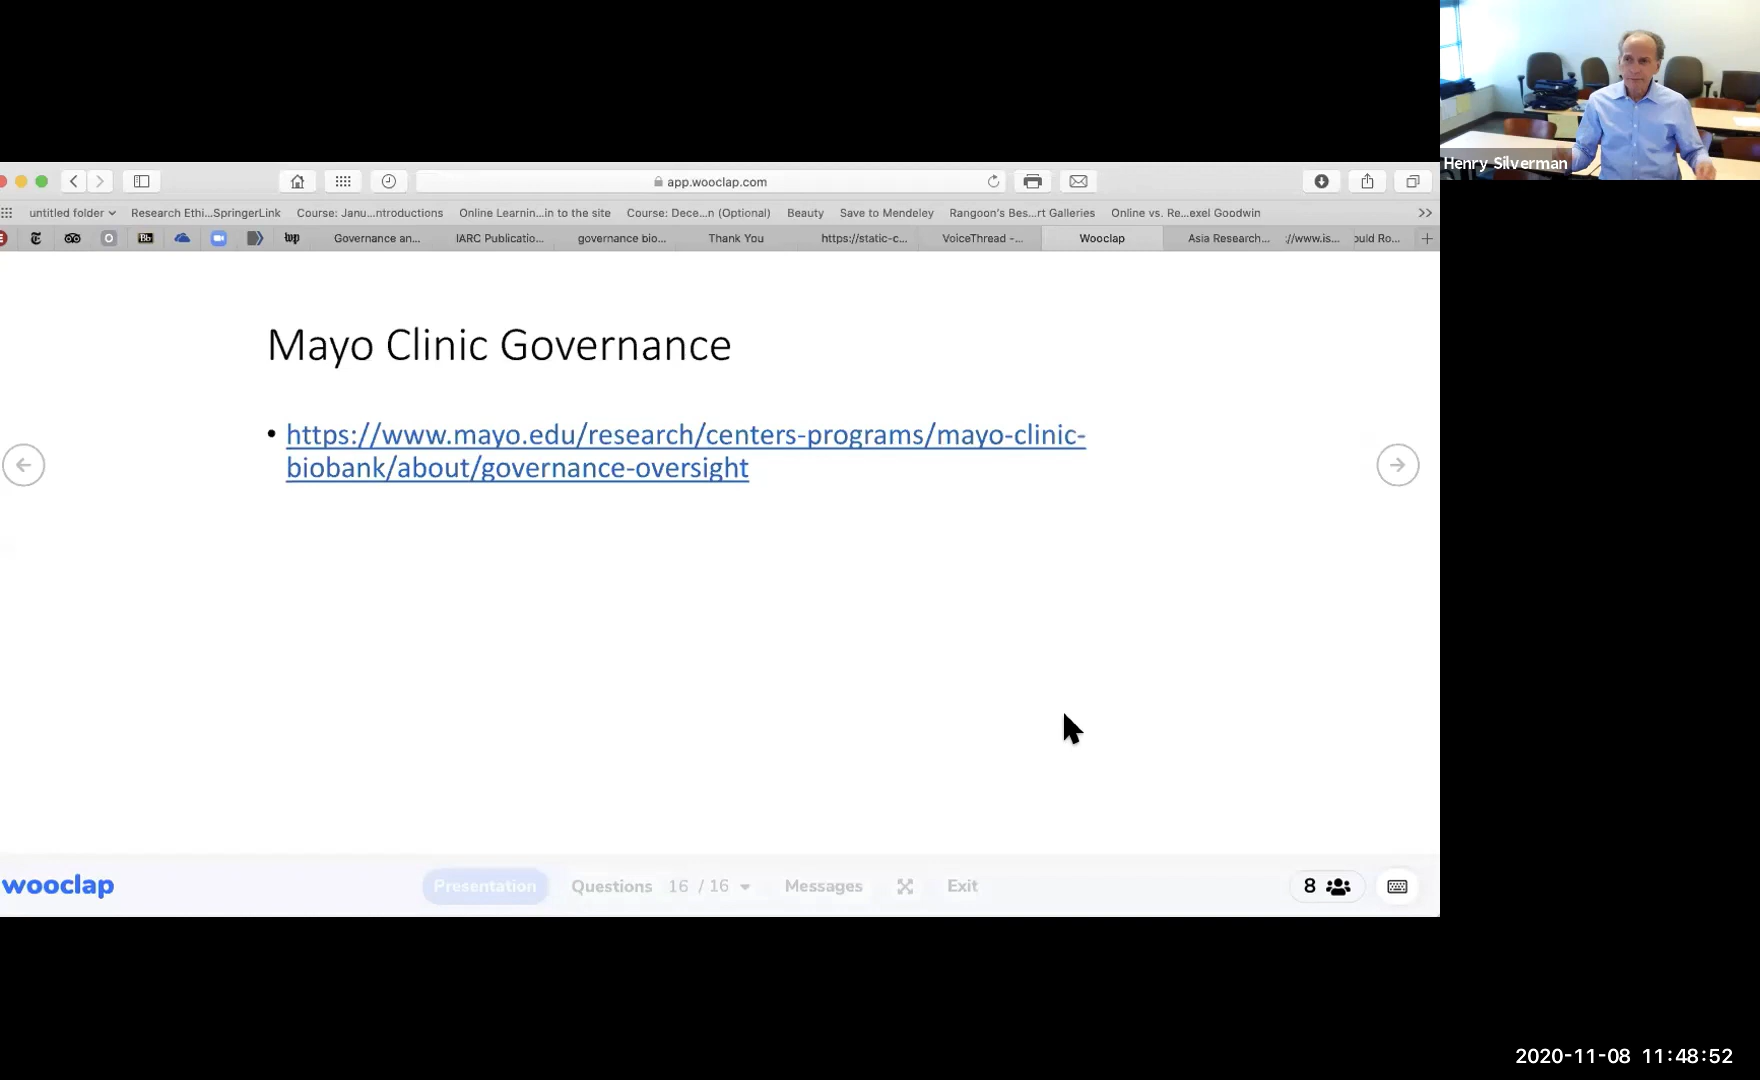 app.wooclap.com
untitled folder
Research Ethi...SpringerLink
Course: Janu...ntroductions
Online Learnin...in to the site
Course: Dece...n (Optional)
Beauty
Save to Mendeley
Rangoon's Bes...rt Galleries
Online vs. Re...exel Goodwin
Bb
wp
Governance an...
IARC Publicatio...
governance bio...
Thank You
https://static-c...
VoiceThread -...
Wooclap
Asia Research...
://www.is...
ould Ro...
Henry Silverman
Mayo Clinic Governance
• https://www.mayo.edu/research/centers-programs/mayo-clinic-
biobank/about/governance-oversight
wooclap
Presentation
Questions 16 / 16
Messages
Exit
8
2020-11-08 11:48:52